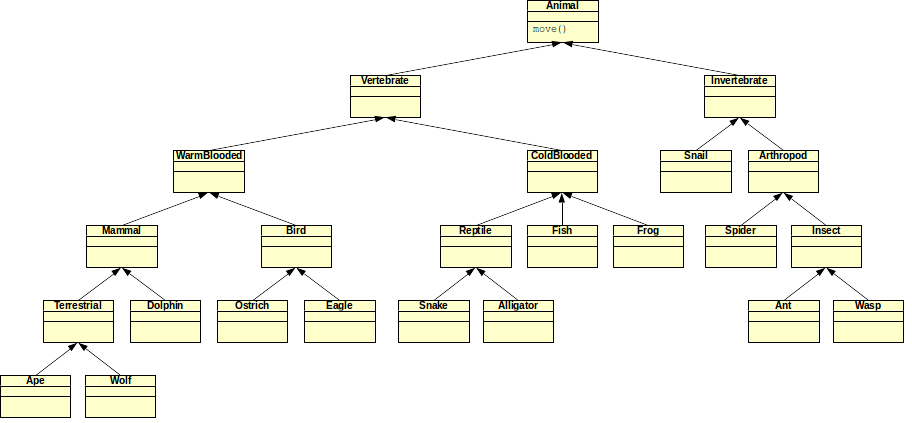 Animal
move()
Vertebrate
Invertebrate
WarmBlooded
ColdBlooded
Snail
Arthropod
Mammal
Bird
Reptile
Fish
Frog
Spider
Insect
Terrestrial
Dolphin
Ostrich
Eagle
Snake
Alligator
Ant
Wasp
Ape
Wolf